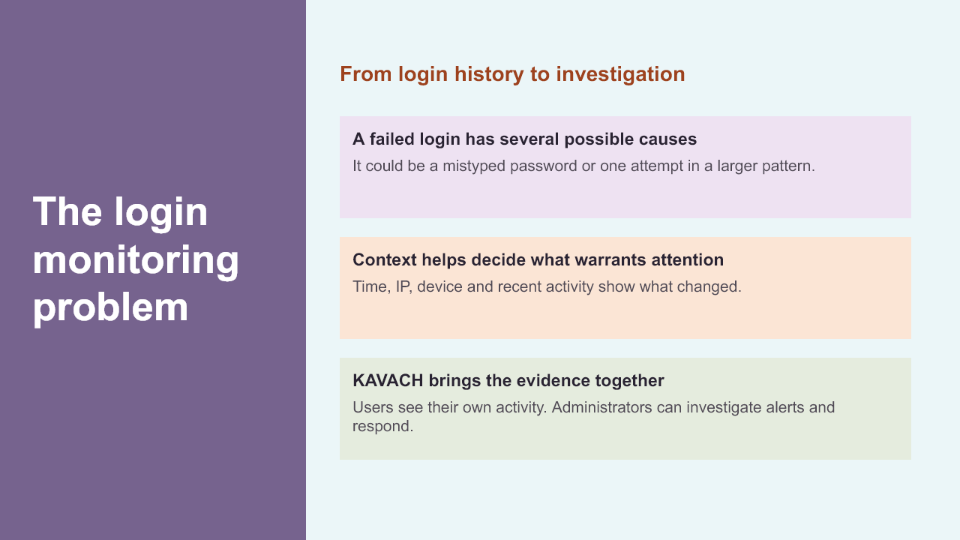 The login
monitoring
problem
From login history to investigation
A failed login has several possible causes
It could be a mistyped password or one attempt in a larger pattern.
Context helps decide what warrants attention
Time, IP, device and recent activity show what changed.
KAVACH brings the evidence together
Users see their own activity. Administrators can investigate alerts and
respond.